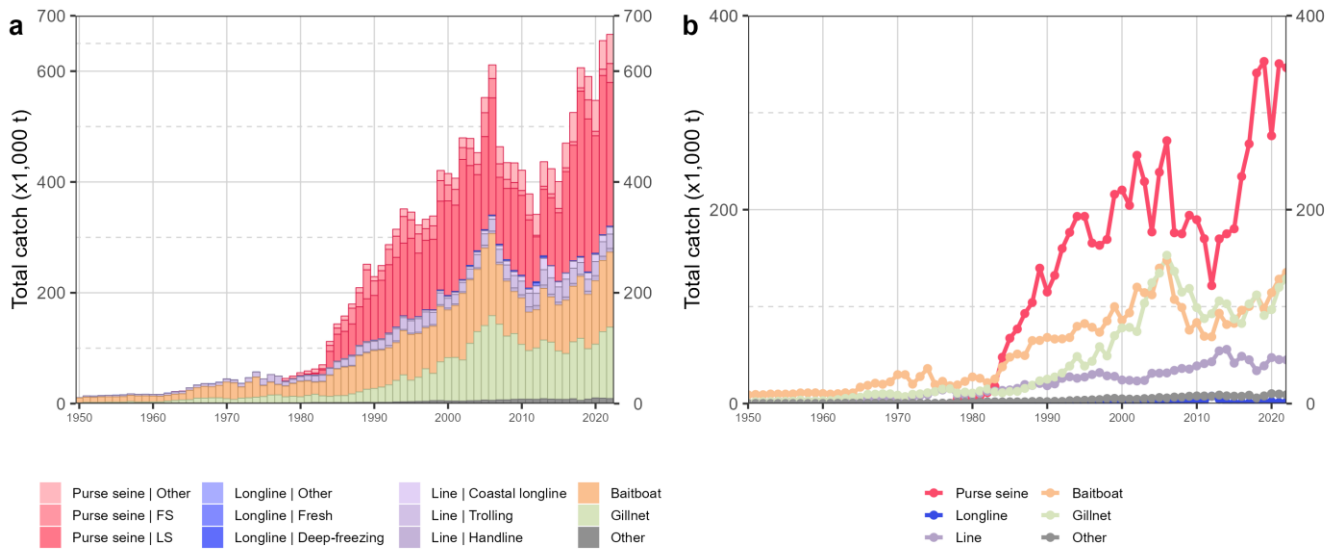 a
Total catch (x1,000 t)
700
600
400
200
0
700
600
400
200
0
1950 1960 1970 1980 1990 2000 2010 2020
b
Total catch (x1,000 t)
400
200
0
400
200
0
1950 1960 1970 1980 1990 2000 2010 2020
Purse seine | Other Longline | Other Line | Coastal longline Baitboat
Purse seine | FS Longline | Fresh Line | Trolling Gillnet
Purse seine | LS Longline | Deep-freezing Line | Handline Other
Purse seine Baitboat
Longline Gillnet
Line Other